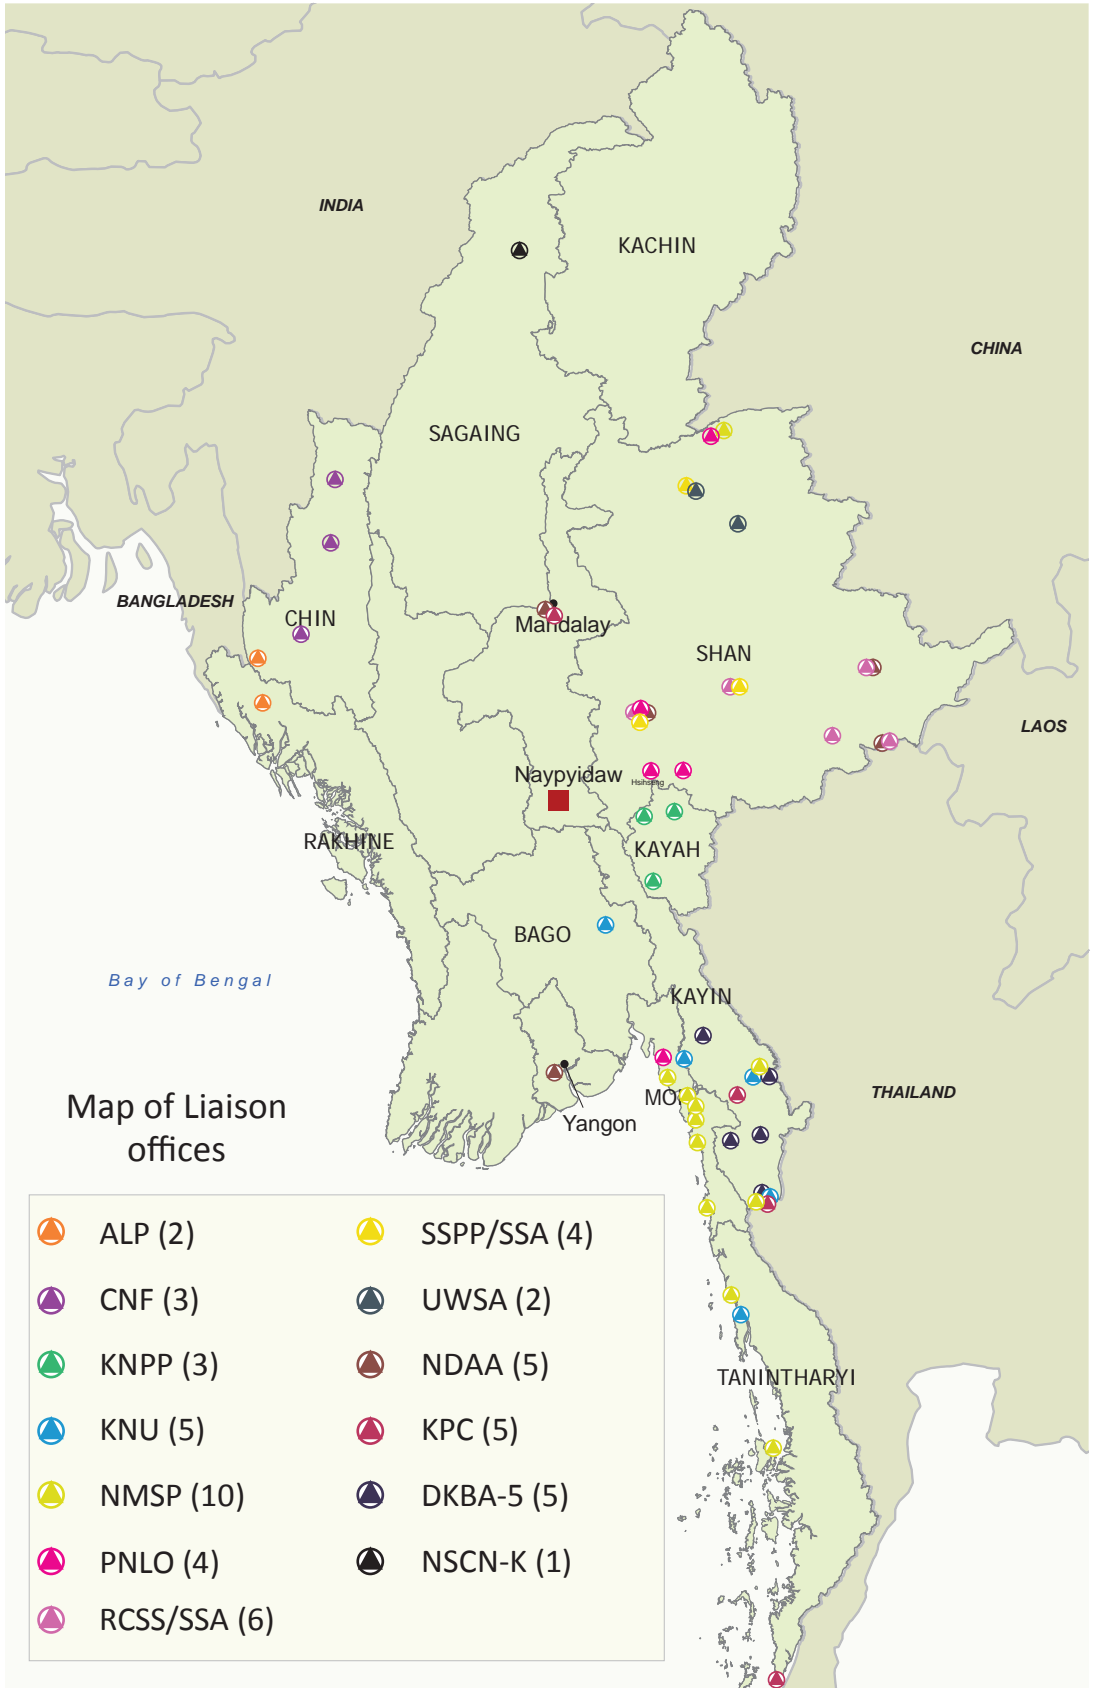 INDIA
KACHIN
CHINA
SAGAING
BANGLADESH
CHIN
Mandalay
SHAN
LAOS
Naypyidaw
Hsihseng
RAKHINE
KAYAH
BAGO
Bay of Bengal
KAYIN
THAILAND
MO
Yangon
Map of Liaison
offices
TANINTHARYI
ALP (2)
CNF (3)
KNPP (3)
KNU (5)
NMSP (10)
PNLO (4)
RCSS/SSA (6)
SSPP/SSA (4)
UWSA (2)
NDAA (5)
KPC (5)
DKBA-5 (5)
NSCN-K (1)